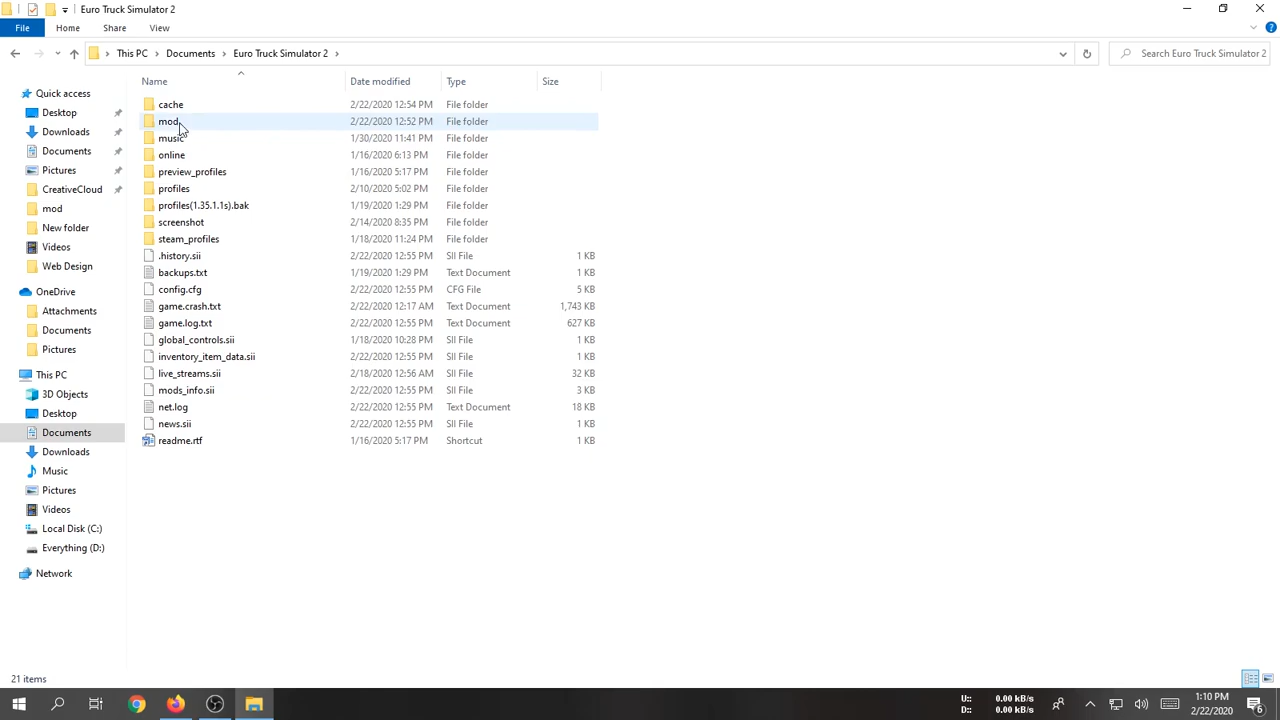 Euro Truck Simulator 2
File Home Share View
This PC Documents Euro Truck Simulator 2 Search Euro Truck Simulator 2
Name Date modified Type Size
Quick access
Desktop
Downloads
Documents
Pictures
CreativeCloud
mod
New folder
Videos
Web Design
OneDrive
Attachments
Documents
Pictures
This PC
3D Objects
Desktop
Documents
Downloads
Music
Pictures
Videos
Local Disk (C:)
Everything (D:)
Network
cache 2/22/2020 12:54 PM File folder
mod 2/22/2020 12:52 PM File folder
music 1/30/2020 11:41 PM File folder
online 1/16/2020 6:13 PM File folder
preview_profiles 1/16/2020 5:17 PM File folder
profiles 2/10/2020 5:02 PM File folder
profiles(1.35.1.1s).bak 1/19/2020 1:29 PM File folder
screenshot 2/14/2020 8:35 PM File folder
steam_profiles 1/18/2020 11:24 PM File folder
.history.sii 2/22/2020 12:55 PM SII File 1 KB
backups.txt 1/19/2020 1:29 PM Text Document 1 KB
config.cfg 2/22/2020 12:55 PM CFG File 5 KB
game.crash.txt 2/22/2020 12:17 AM Text Document 1,743 KB
game.log.txt 2/22/2020 12:55 PM Text Document 627 KB
global_controls.sii 1/18/2020 10:28 PM SII File 1 KB
inventory_item_data.sii 2/22/2020 12:55 PM SII File 1 KB
live_streams.sii 2/18/2020 12:56 AM SII File 32 KB
mods_info.sii 2/22/2020 12:55 PM SII File 3 KB
net.log 2/22/2020 12:55 PM Text Document 18 KB
news.sii 2/22/2020 12:55 PM SII File 1 KB
readme.rtf 1/16/2020 5:17 PM Shortcut 1 KB
21 items
U: 0.00 kB/s
D: 0.00 kB/s
1:10 PM
2/22/2020
6